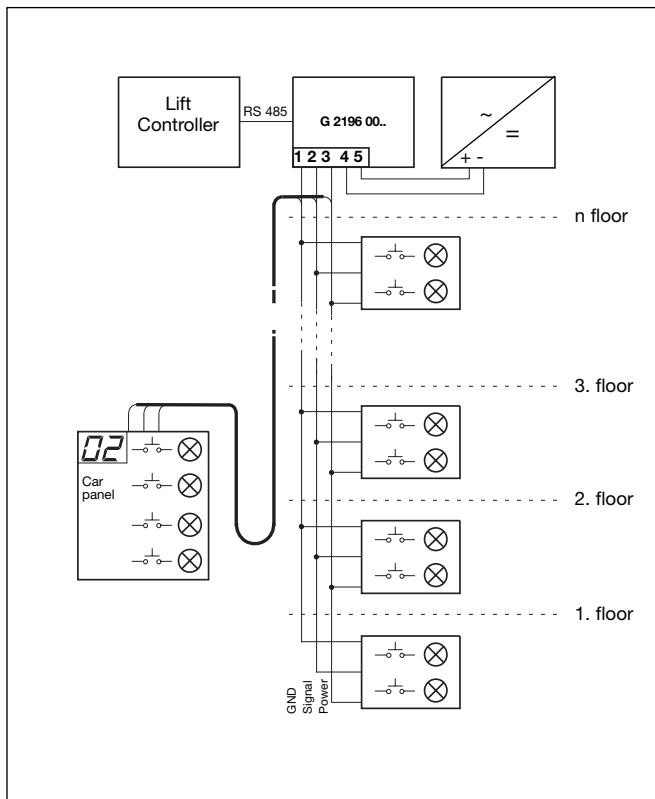 Lift
Controller
RS 485
G 2196 00..
1 2 3 4 5
~
=
+ -
n floor
3. floor
02
Car
panel
2. floor
1. floor
GND
Signal
Power